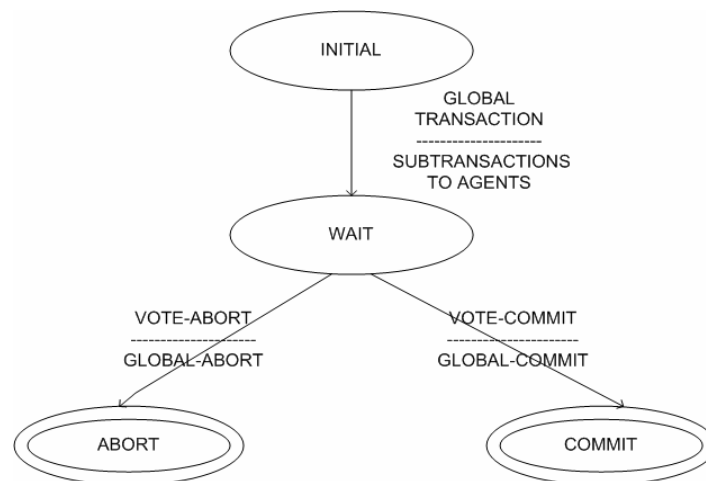 INITIAL
GLOBAL
TRANSACTION
---------------------
SUBTRANSACTIONS
TO AGENTS
WAIT
VOTE-ABORT
---------------------
GLOBAL-ABORT
VOTE-COMMIT
----------------------
GLOBAL-COMMIT
ABORT
COMMIT